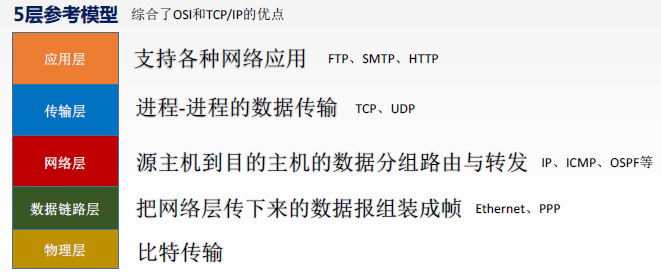 5层参考模型 综合了OSI和TCP/IP的优点
应用层 支持各种网络应用 FTP、SMTP、HTTP
传输层 进程-进程的数据传输 TCP、UDP
网络层 源主机到目的主机的数据分组路由与转发 IP、ICMP、OSPF等
数据链路层 把网络层传下来的数据报组装成帧 Ethernet、PPP
物理层 比特传输